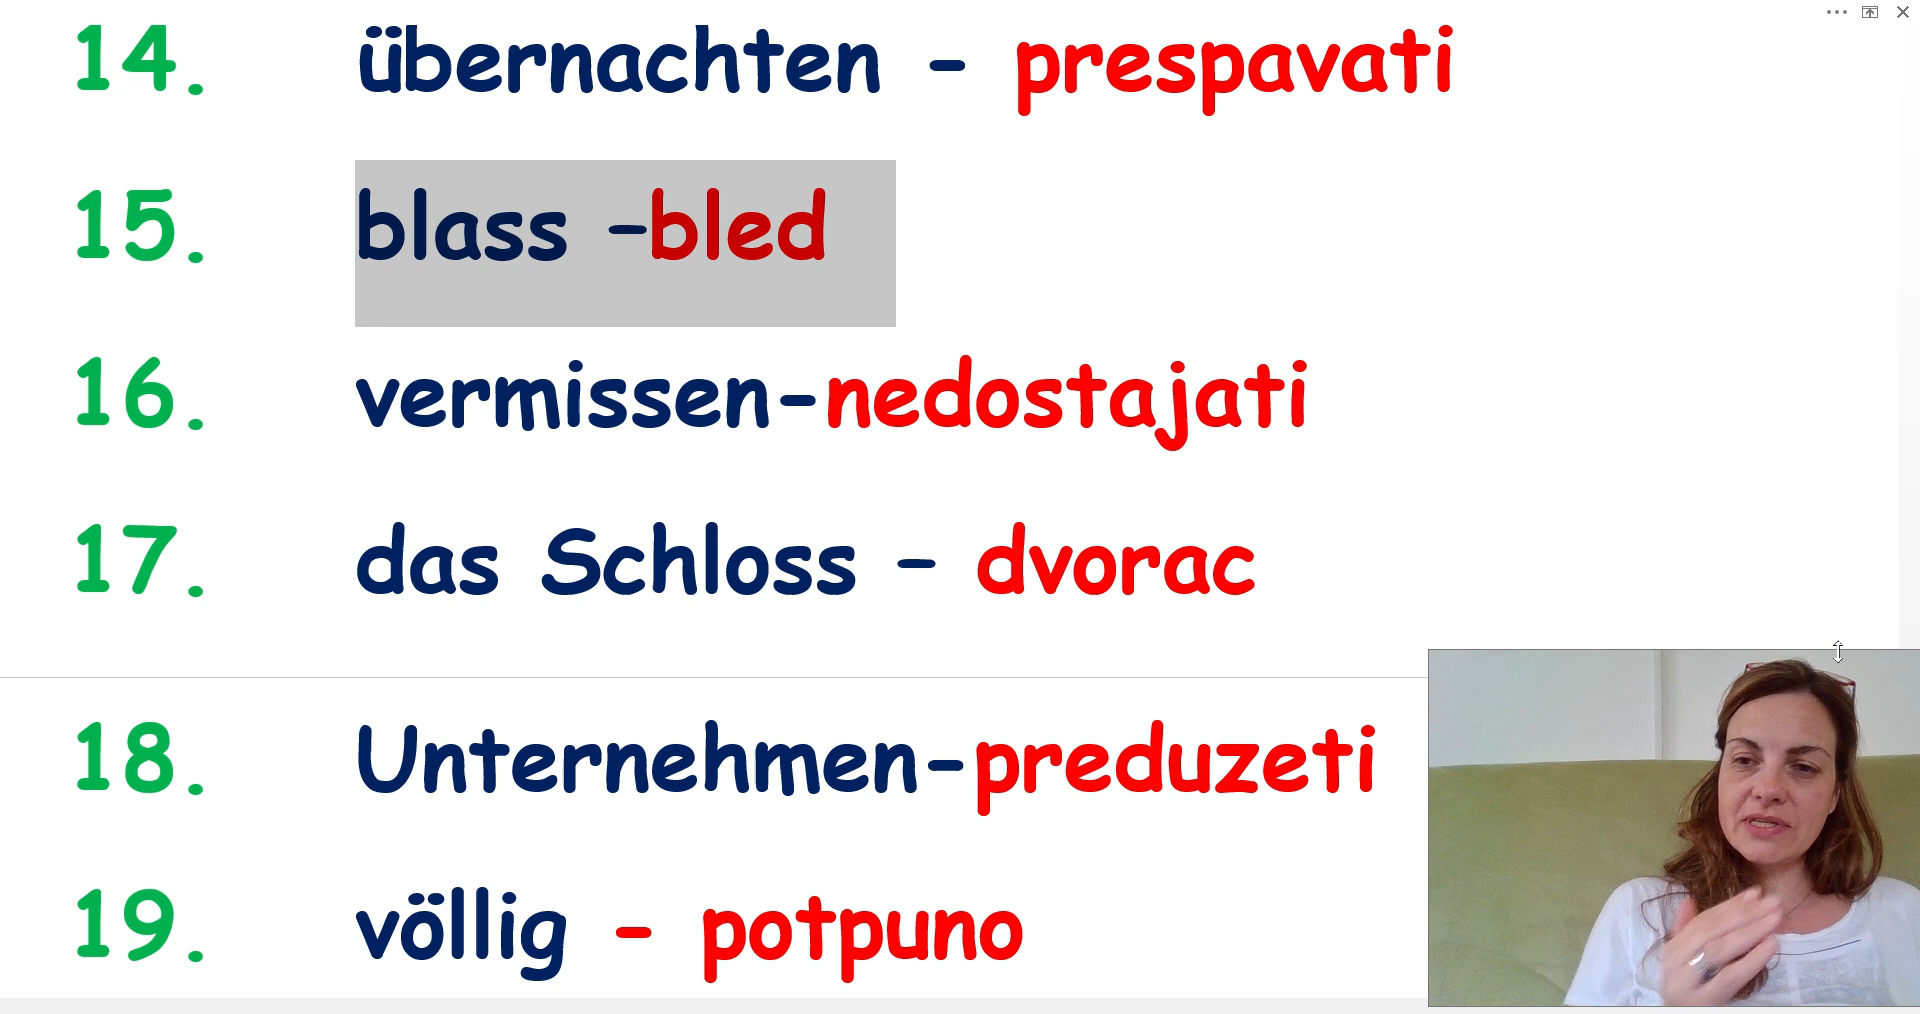 14. übernachten - prespavati
15. blass -bled
16. vermissen-nedostajati
17. das Schloss - dvorac
18. Unternehmen-preduzeti
19. völlig - potpuno